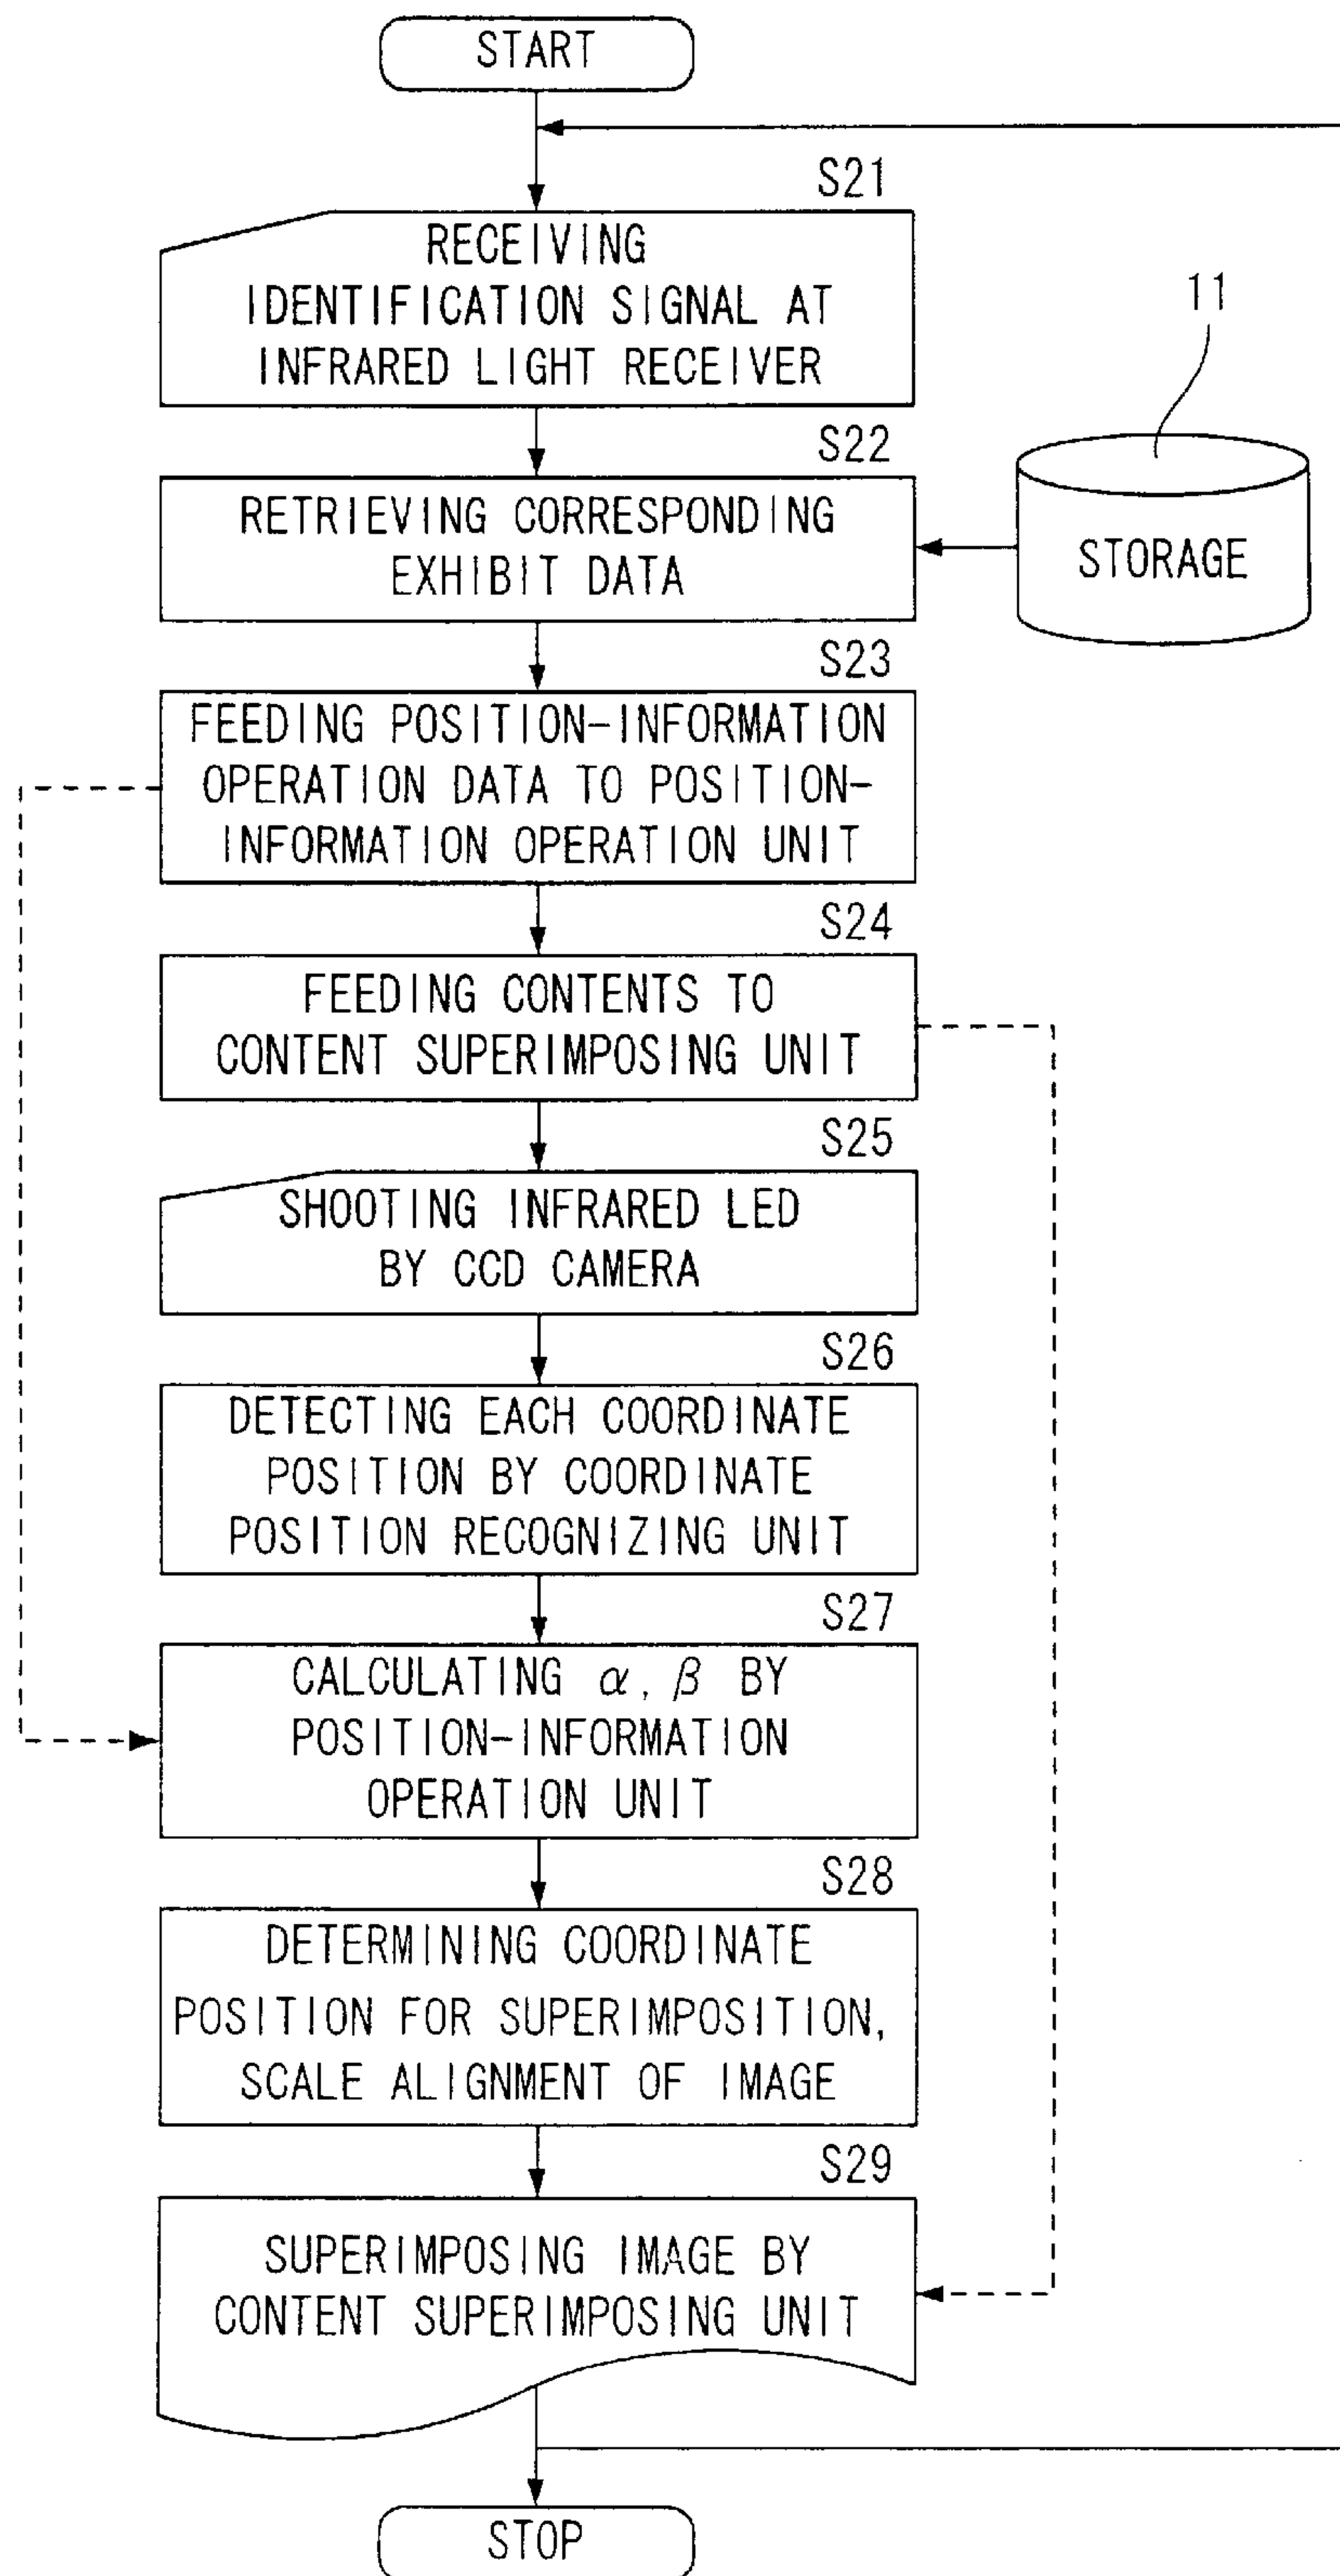 START
S21
RECEIVING
IDENTIFICATION SIGNAL AT
INFRARED LIGHT RECEIVER
11
S22
RETRIEVING CORRESPONDING
EXHIBIT DATA
STORAGE
S23
FEEDING POSITION-INFORMATION
OPERATION DATA TO POSITION-
INFORMATION OPERATION UNIT
S24
FEEDING CONTENTS TO
CONTENT SUPERIMPOSING UNIT
S25
SHOOTING INFRARED LED
BY CCD CAMERA
S26
DETECTING EACH COORDINATE
POSITION BY COORDINATE
POSITION RECOGNIZING UNIT
S27
CALCULATING α, β BY
POSITION-INFORMATION
OPERATION UNIT
S28
DETERMINING COORDINATE
POSITION FOR SUPERIMPOSITION,
SCALE ALIGNMENT OF IMAGE
S29
SUPERIMPOSING IMAGE BY
CONTENT SUPERIMPOSING UNIT
STOP